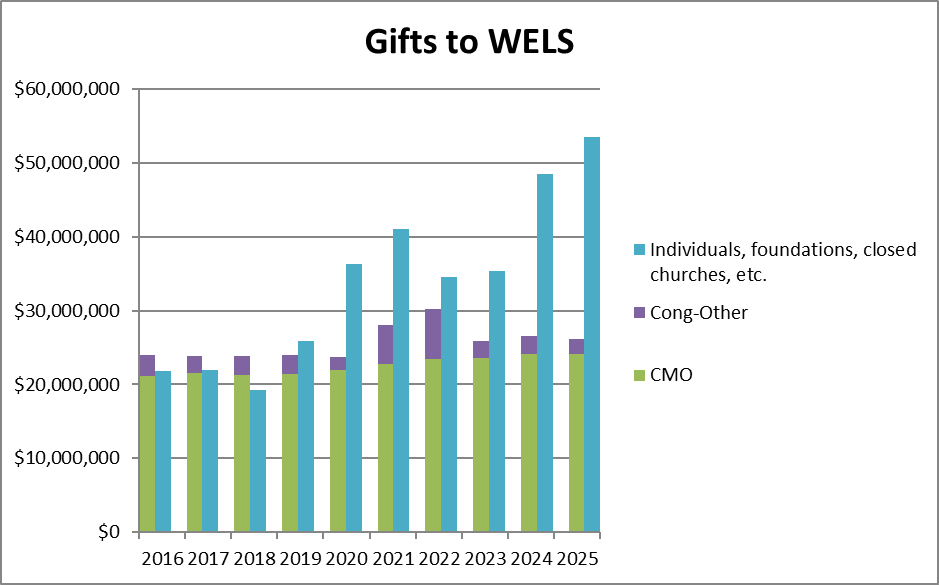 Gifts to WELS
$60,000,000
$50,000,000
$40,000,000
$30,000,000
$20,000,000
$10,000,000
$0
2016 2017 2018 2019 2020 2021 2022 2023 2024 2025
Individuals, foundations, closed
churches, etc.
Cong-Other
CMO